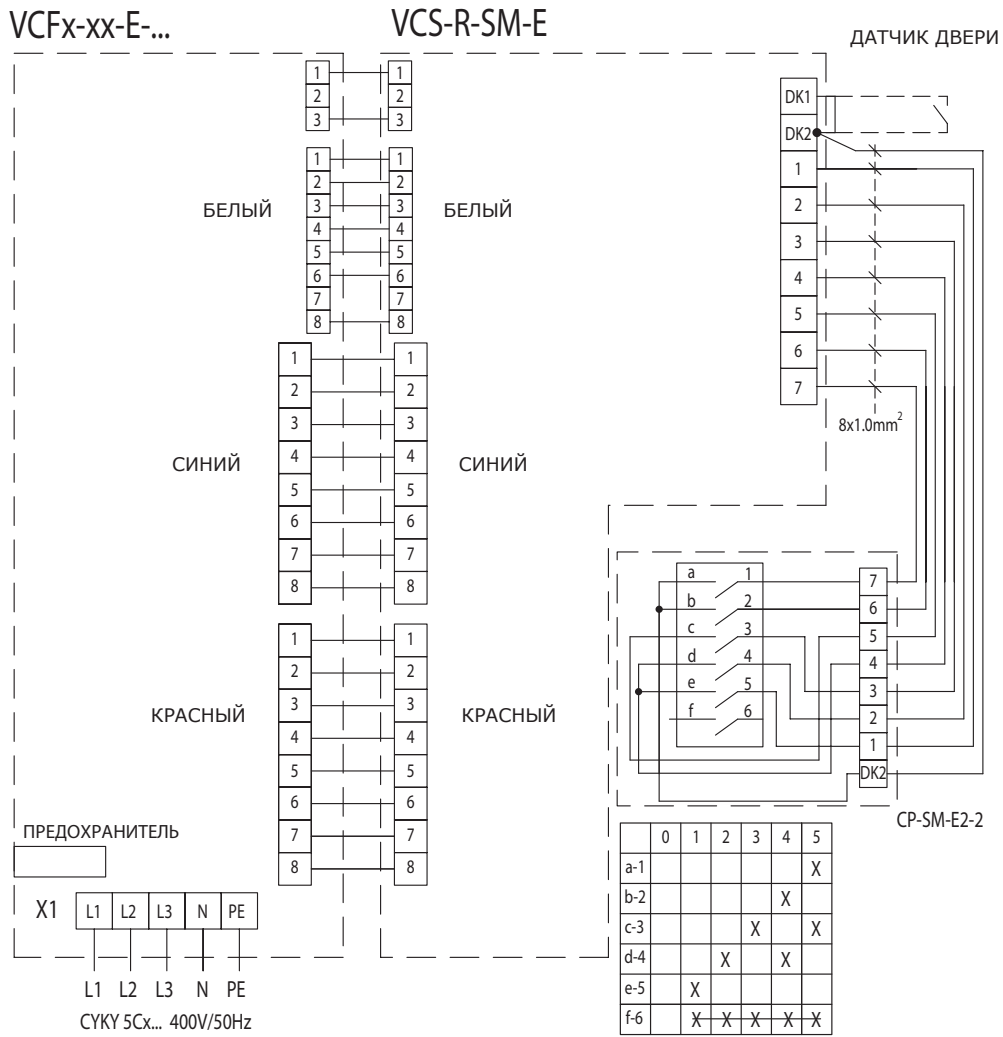 VCFx-xx-E-...
VCS-R-SM-E
ДАТЧИК ДВЕРИ
1 1
2 2
3 3
1 1
2 2
3 3
4 4
5 5
6 6
7 7
8 8
БЕЛЫЙ БЕЛЫЙ
1 1
2 2
3 3
4 4
5 5
6 6
7 7
8 8
СИНИЙ СИНИЙ
1 1
2 2
3 3
4 4
5 5
6 6
7 7
8 8
КРАСНЫЙ КРАСНЫЙ
DK1
DK2
1
2
3
4
5
6
7
8x1.0mm²
a 1 7
b 2 6
c 3 5
d 4 4
e 5 3
f 6 2
1
DK2
CP-SM-E2-2
ПРЕДОХРАНИТЕЛЬ
X1 L1 L2 L3 N PE
L1 L2 L3 N PE
CYKY 5Cx... 400V/50Hz
0 1 2 3 4 5
a-1 X
b-2 X
c-3 X X
d-4 X X
e-5 X
f-6 X X X X X